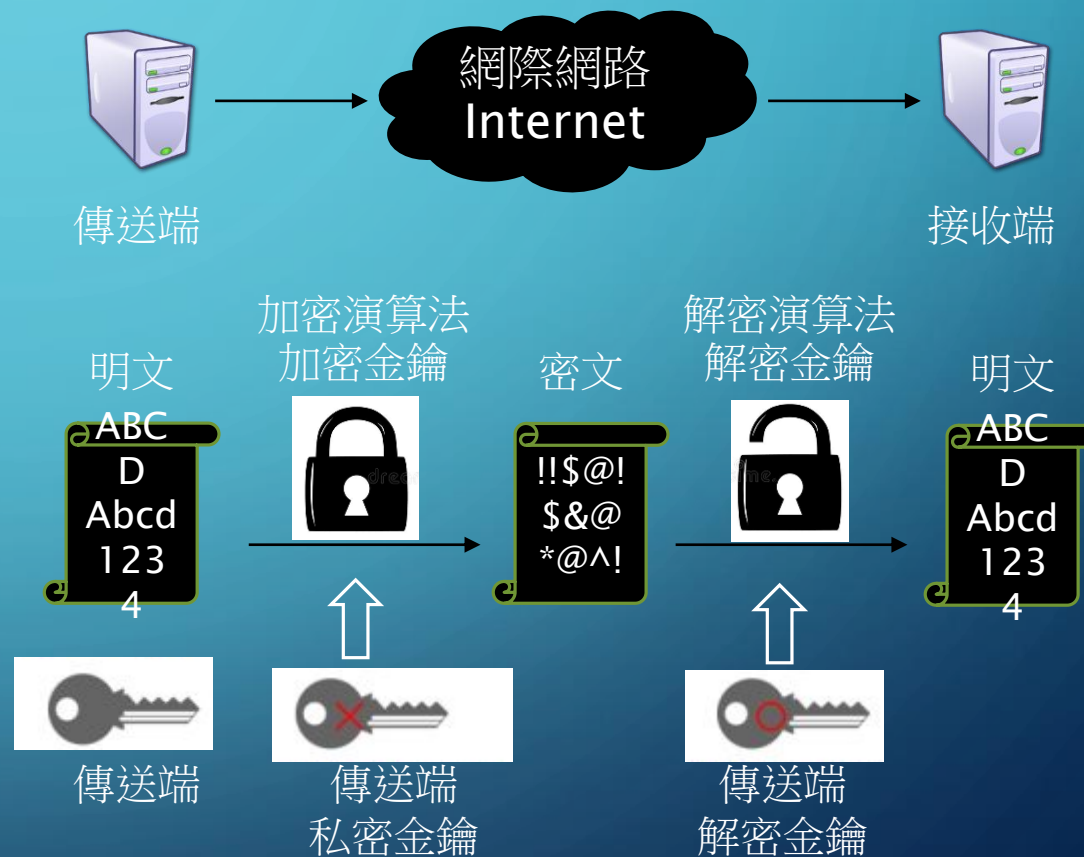 網際網路
Internet
傳送端
接收端
加密演算法
加密金鑰
解密演算法
解密金鑰
明文
密文
明文
ABC
D
Abcd
123
4
!!$@!
$&@
*@^!
ABC
D
Abcd
123
4
傳送端
傳送端
私密金鑰
傳送端
解密金鑰